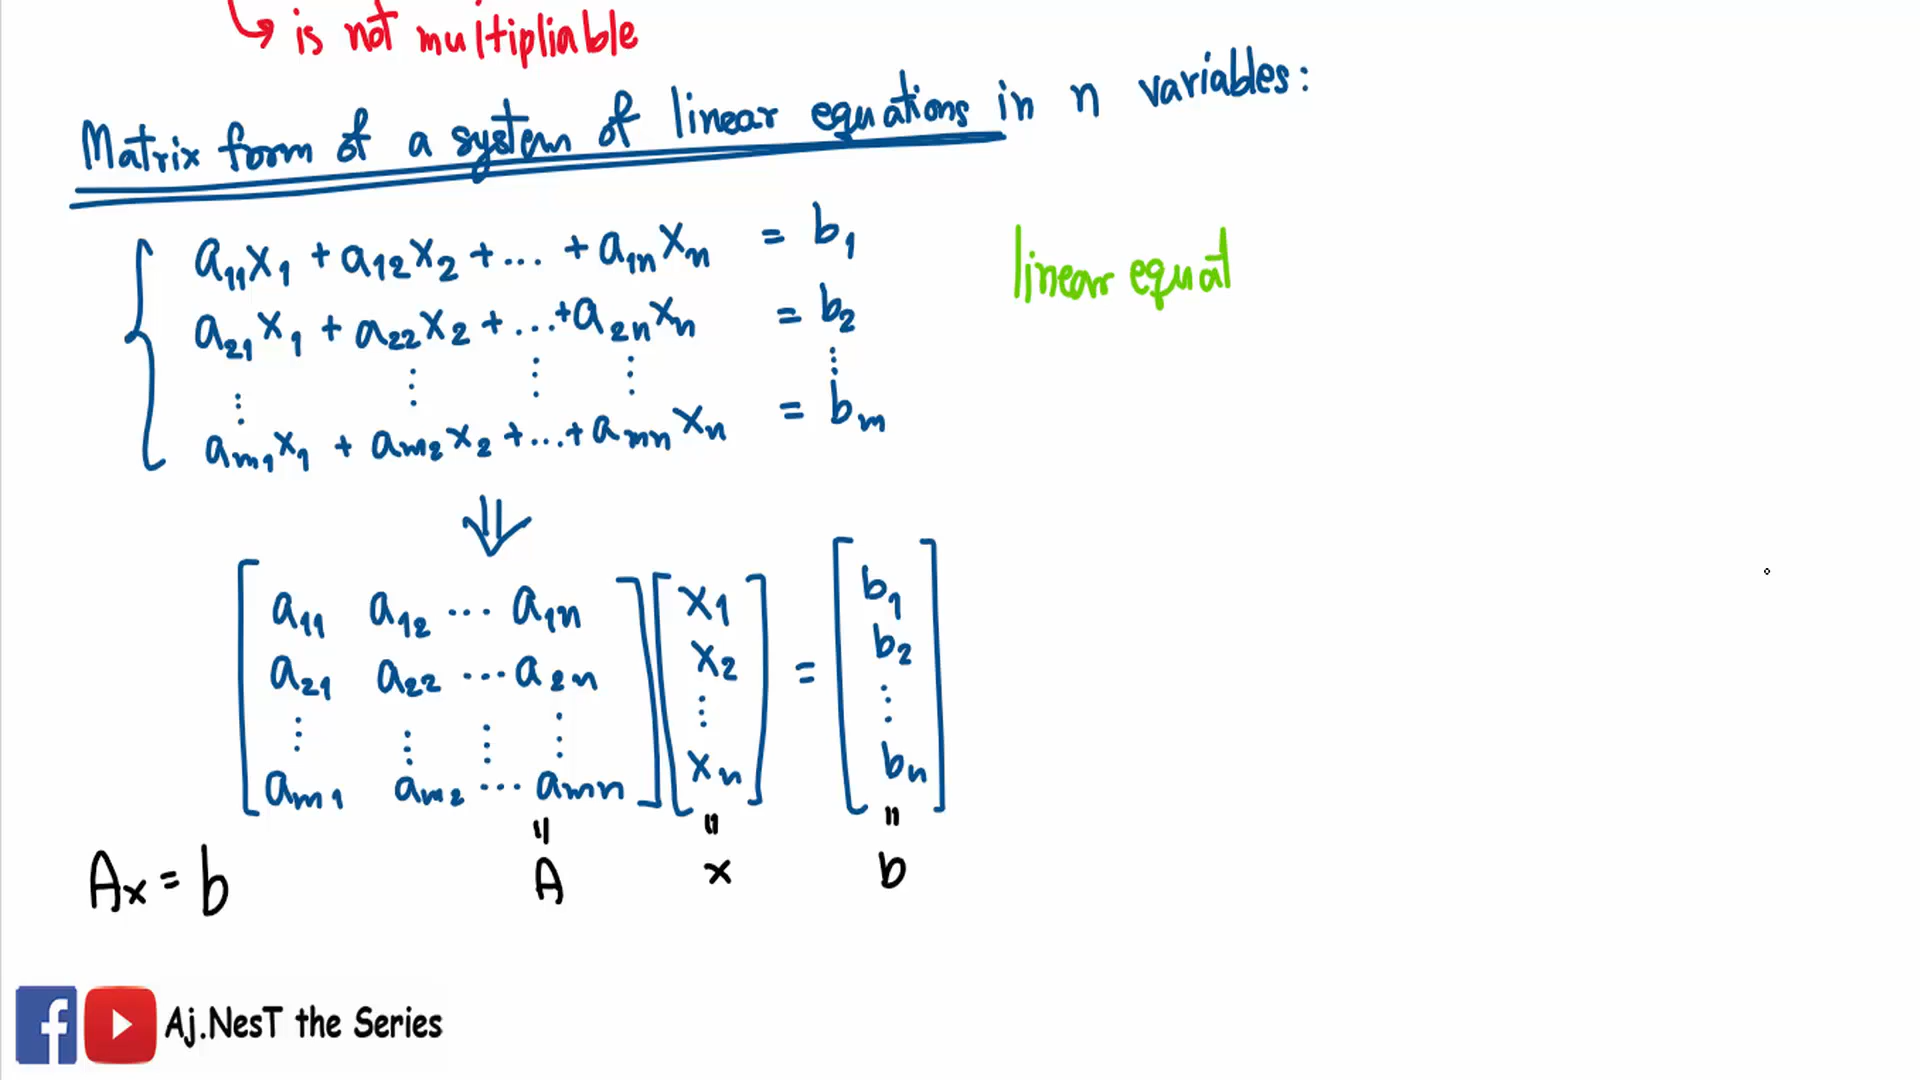 ↳ is not multipliable
Matrix form of a system of linear equations in n variables:
a₁₁x₁ + a₁₂x₂ + ... + a₁ₙxₙ = b₁
a₂₁x₁ + a₂₂x₂ + ... + a₂ₙxₙ = b₂
⋮ ⋮ ⋮ ⋮ ⋮
aₘ₁x₁ + aₘ₂x₂ + ... + aₘₙxₙ = bₘ
linear equat
⇓
[a₁₁ a₁₂ ... a₁ₙ] [x₁] = [b₁]
[a₂₁ a₂₂ ... a₂ₙ] [x₂] [b₂]
[⋮ ⋮ ⋮ ⋮] [⋮] [⋮]
[aₘ₁ aₘ₂ ... aₘₙ] [xₙ] [bₙ]
= = =
A x b
Ax = b
f Aj.NesT the Series